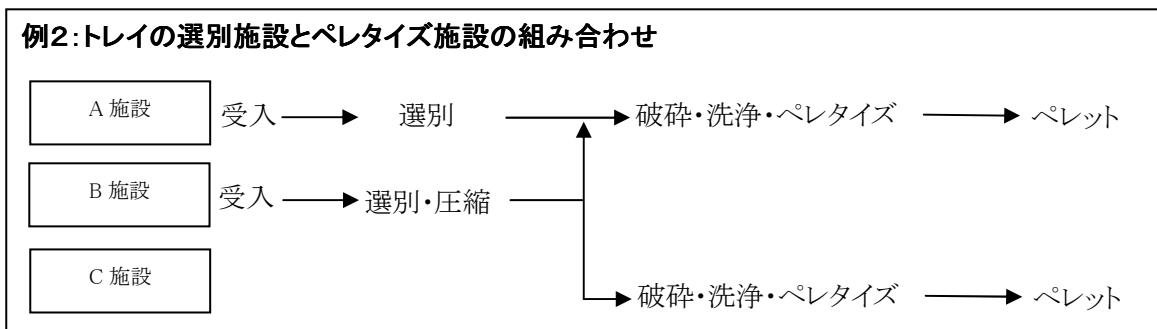 例2:トレイの選別施設とペレタイズ施設の組み合わせ
A 施設 受入 選別 破砕・洗浄・ペレタイズ ペレット
B 施設 受入 選別・圧縮
C 施設
破砕・洗浄・ペレタイズ ペレット